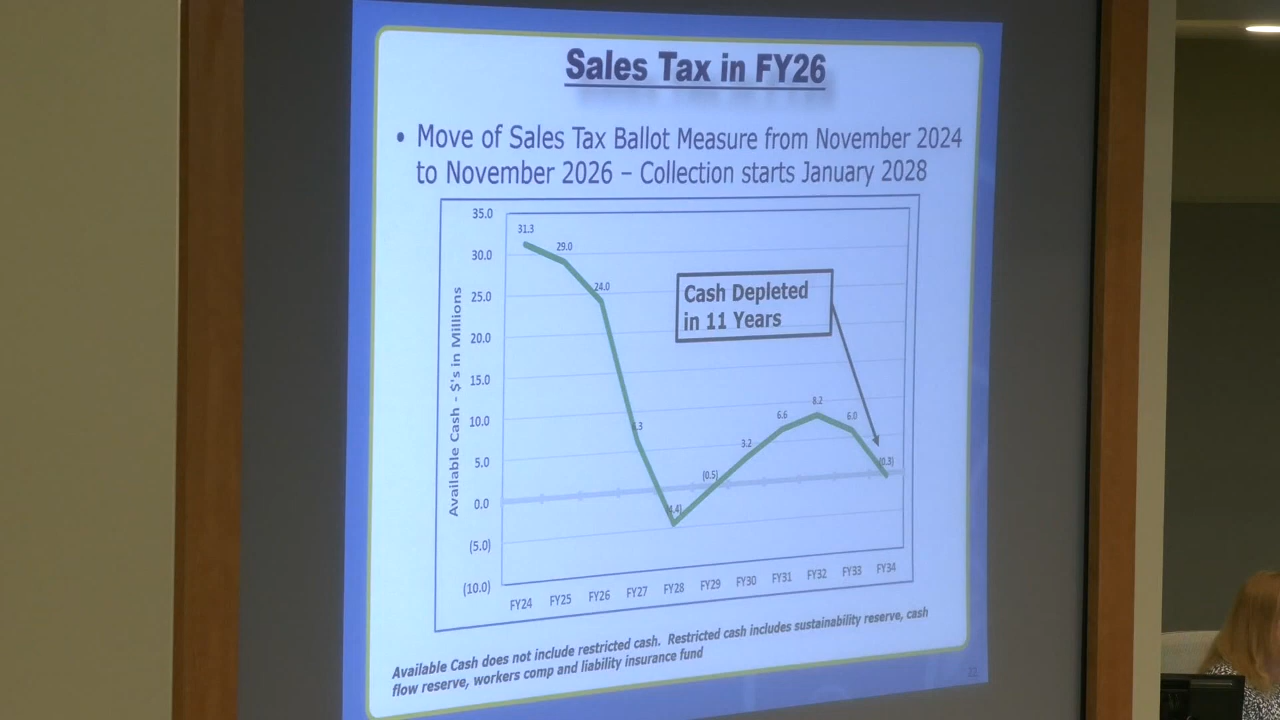 Sales Tax in FY26
• Move of Sales Tax Ballot Measure from November 2024
to November 2026 – Collection starts January 2028
Available Cash - $'s in Millions
35.0
30.0
25.0
20.0
15.0
10.0
5.0
0.0
(5.0)
(10.0)
31.3
29.0
24.0
(0.5)
3.2
6.6
8.2
6.0
(0.3)
Cash Depleted
in 11 Years
FY24 FY25 FY26 FY27 FY28 FY29 FY30 FY31 FY32 FY33 FY34
Available Cash does not include restricted cash. Restricted cash includes sustainability reserve, cash
flow reserve, workers comp and liability insurance fund